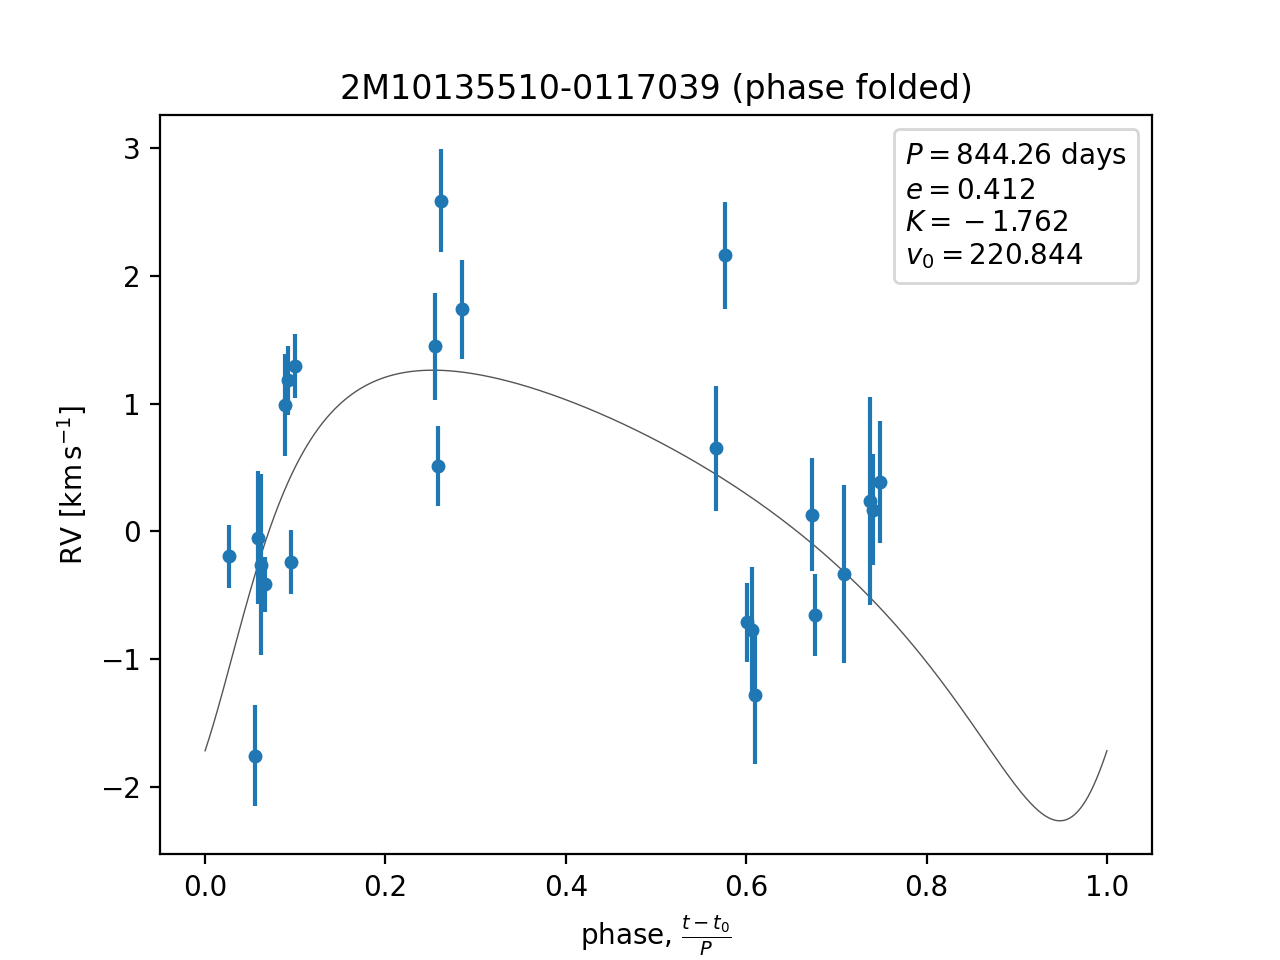 2M10135510-0117039 (phase folded)
P = 844.26 days
e = 0.412
K = −1.762
v₀ = 220.844
3
2
1
0
−1
−2
RV [km s⁻¹]
0.0 0.2 0.4 0.6 0.8 1.0
phase, (t − t₀)/P